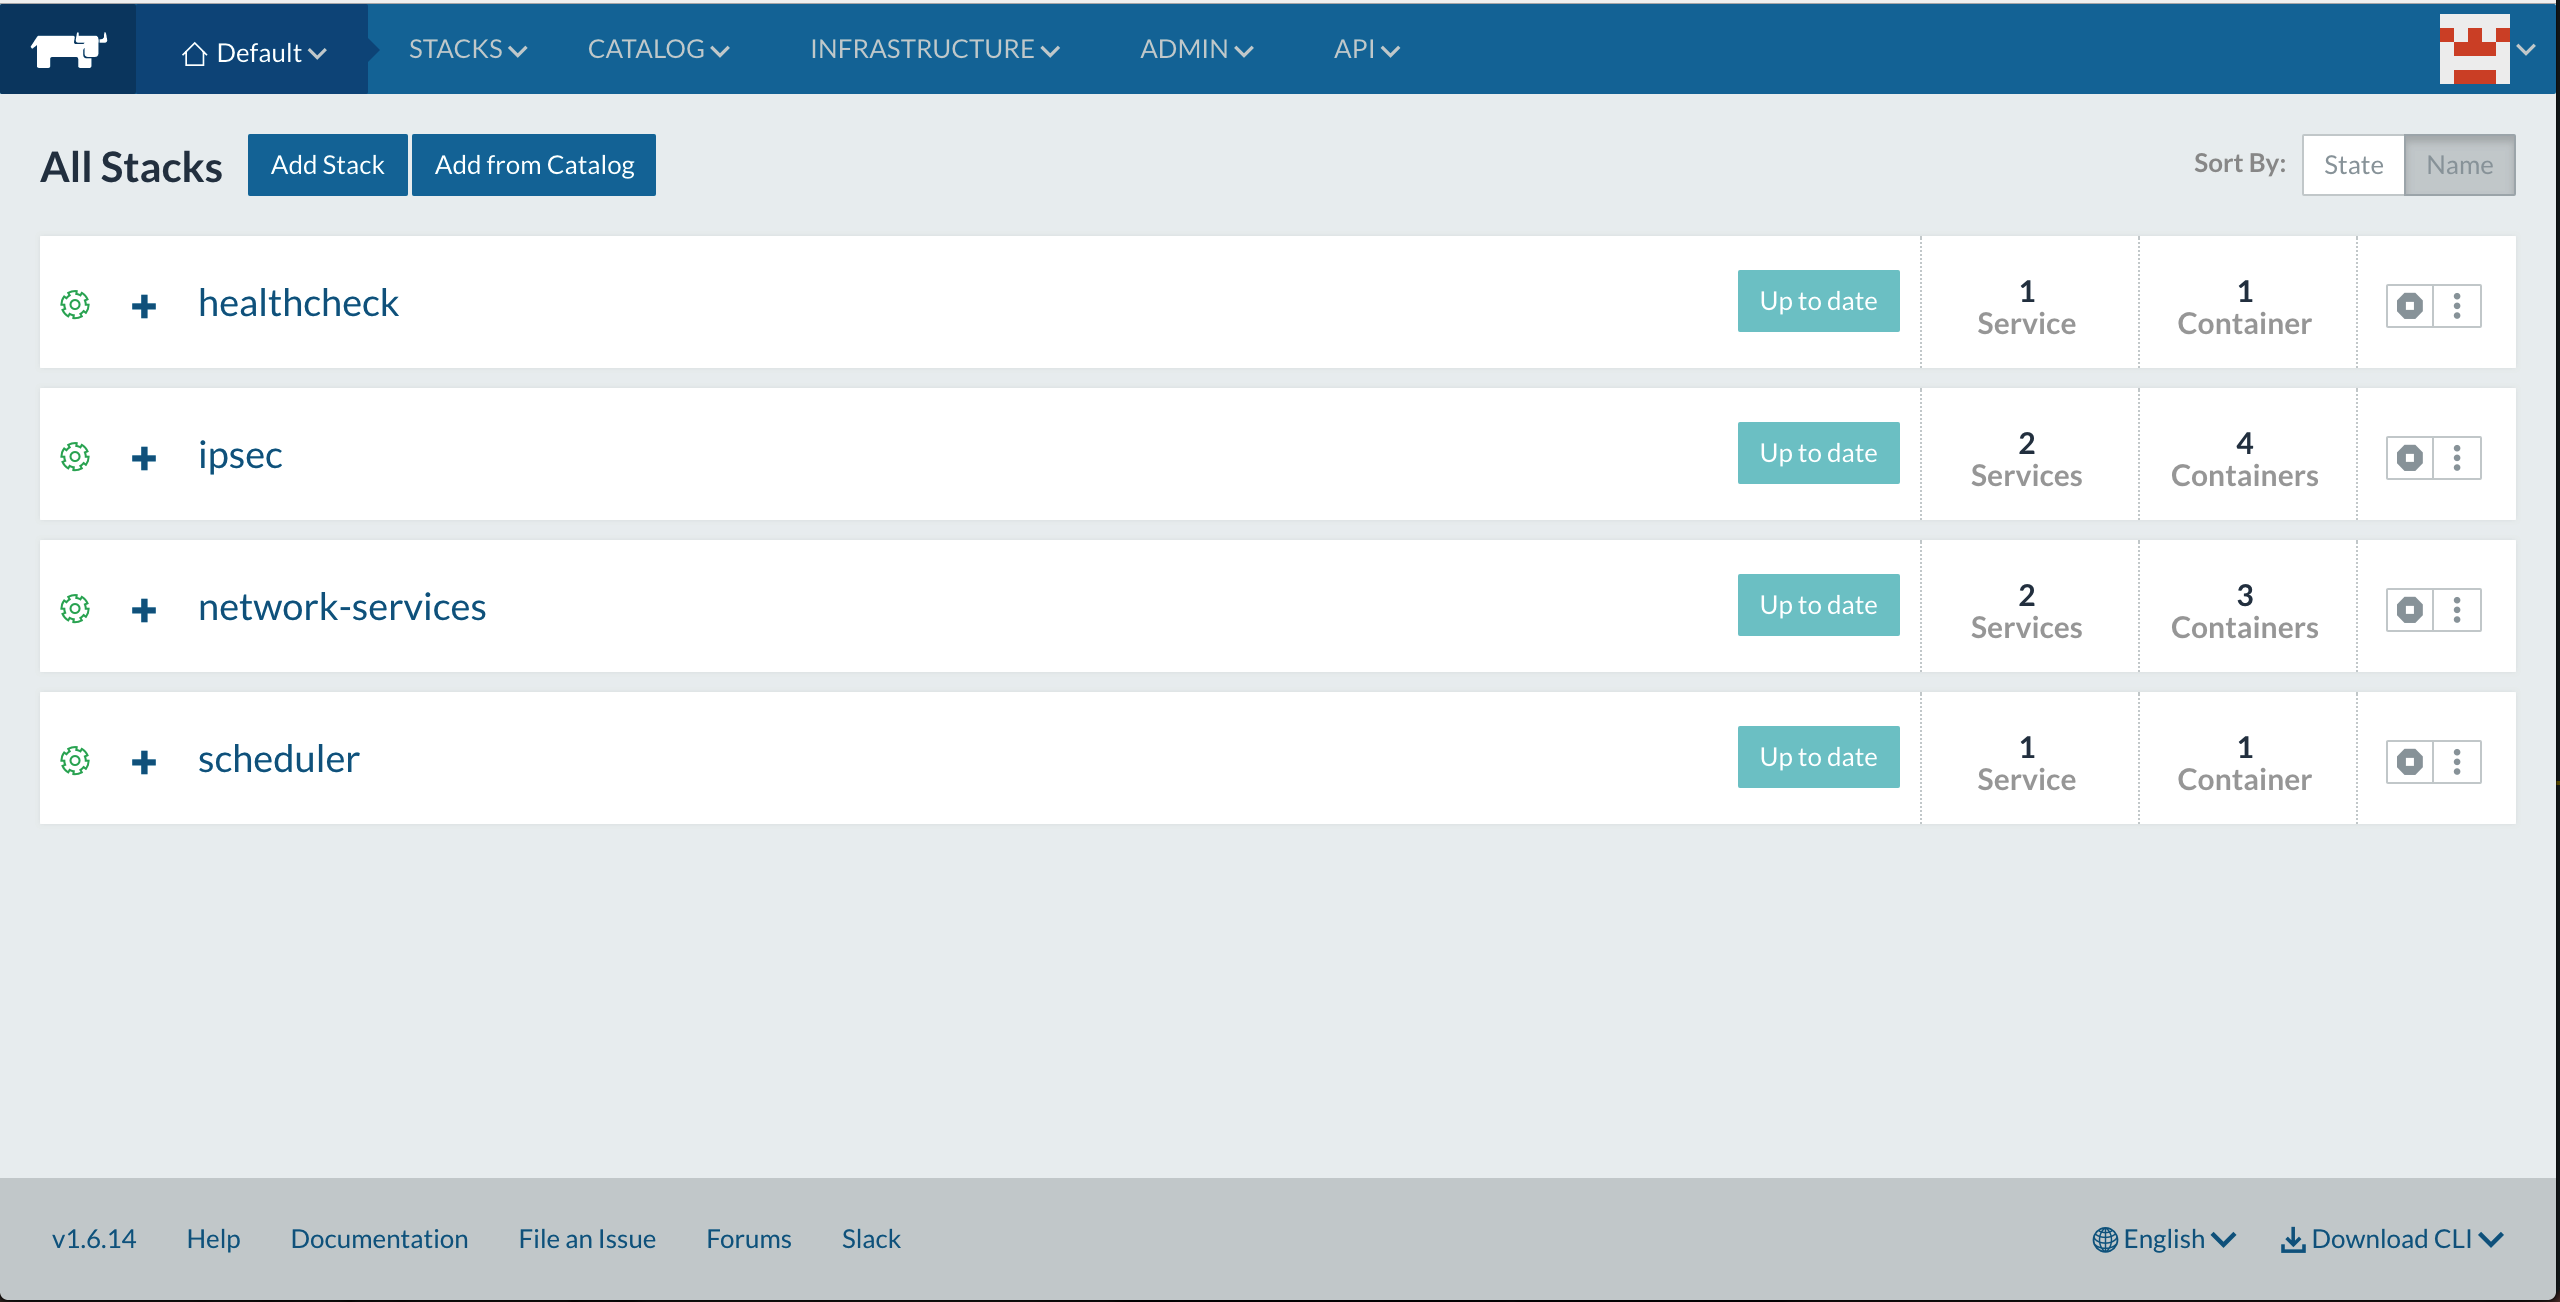 Default STACKS CATALOG INFRASTRUCTURE ADMIN API
All Stacks Add Stack Add from Catalog Sort By: State Name
healthcheck Up to date 1 Service 1 Container
ipsec Up to date 2 Services 4 Containers
network-services Up to date 2 Services 3 Containers
scheduler Up to date 1 Service 1 Container
v1.6.14 Help Documentation File an Issue Forums Slack English Download CLI